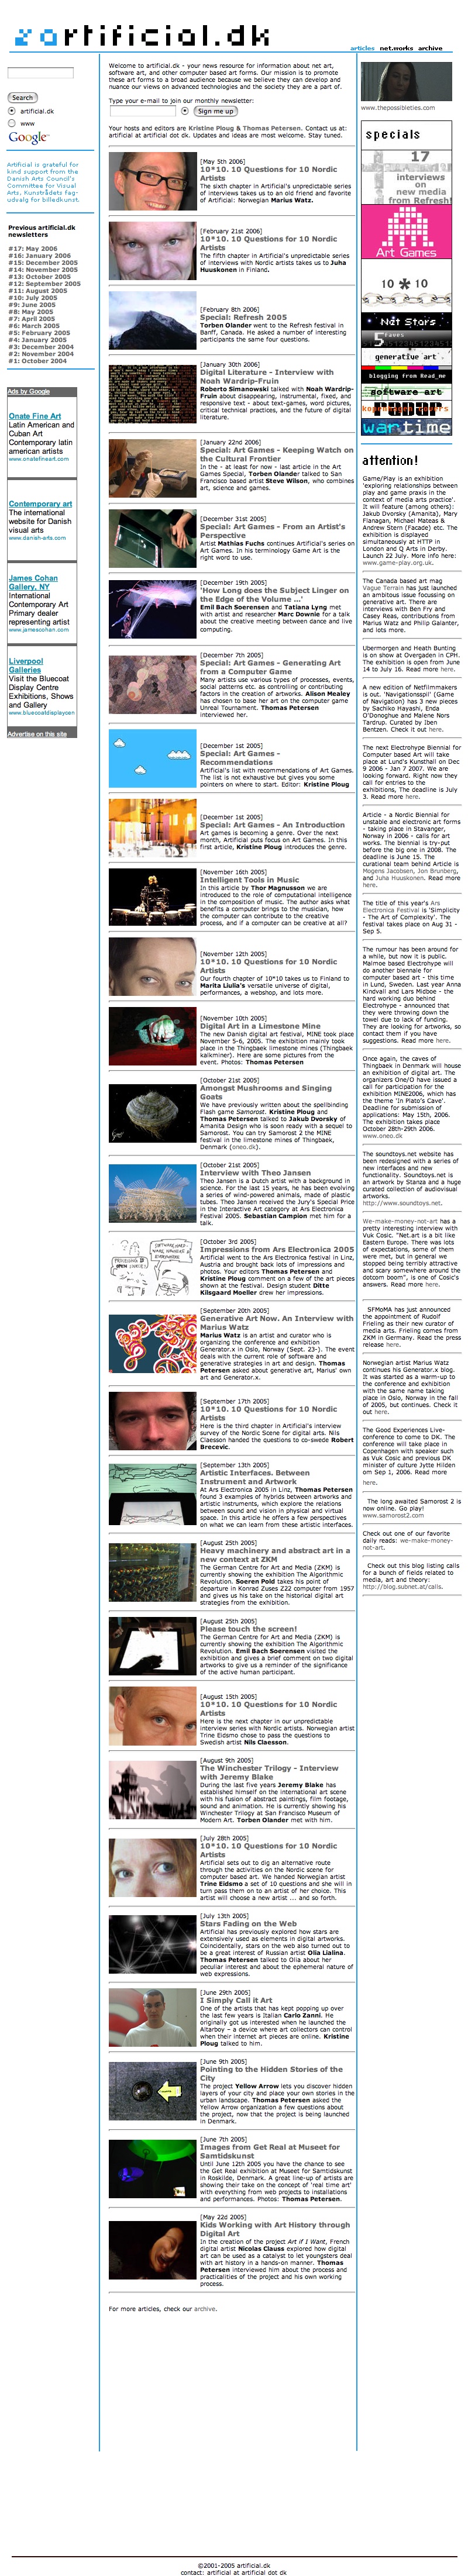 artificial.dk
articles net.works archive
Search
artificial.dk
www
Google
Artificial is grateful for
kind support from the
Danish Arts Council's
Committee for Visual
Arts, Kunstrådets Fag-
udvalg for billedkunst.
Previous artificial.dk
newsletters
#17: May 2006
#16: January 2006
#15: December 2005
#14: November 2005
#13: October 2005
#12: September 2005
#11: August 2005
#10: July 2005
#9: June 2005
#8: May 2005
#7: April 2005
#6: March 2005
#5: February 2005
#4: January 2005
#3: December 2004
#2: November 2004
#1: October 2004
Ads by Google
Onate Fine Art
Latin American and
Cuban Art
Contemporary latin
american artists
www.onatefineart.com
Contemporary art
The international
website for Danish
visual arts
www.danish-arts.com
James Cohan
Gallery, NY
International
Contemporary Art
Primary dealer
representing artist
www.jamescohan.com
Liverpool
Galleries
Visit the Bluecoat
Display Centre
Exhibitions, Shows
and Gallery
www.bluecoatdisplaycen
Advertise on this site
Welcome to artificial.dk - your news resource for information about net art,
software art, and other computer based art forms. Our mission is to promote
these art forms to a broad audience because we believe they can develop and
nuance our views on advanced technologies and the society they are a part of.
Type your e-mail to join our monthly newsletter:
Sign me up
Your hosts and editors are Kristine Ploug & Thomas Petersen. Contact us at:
artificial at artificial dot dk. Updates and ideas are most welcome. Stay tuned.
[May 5th 2006]
10*10. 10 Questions for 10 Nordic
Artists
The sixth chapter in Artificial's unpredictable series
of interviews takes us to an old friend and favorite
of Artificial: Norwegian Marius Watz.
[February 21st 2006]
10*10. 10 Questions for 10 Nordic
Artists
The fifth chapter in Artificial's unpredictable series
of interviews with Nordic artists takes us to Juha
Huuskonen in Finland.
[February 8th 2006]
Special: Refresh 2005
Torben Olander went to the Refresh Festival in
Banff, Canada. He asked a number of interesting
participants the same four questions.
[January 30th 2006]
Digital Literature - Interview with
Noah Wardrip-Fruin
Roberto Simanowski talked with Noah Wardrip-
Fruin about disappearing, instrumental, fixed, and
responsive text - about text-games, word pictures,
critical technical practices, and the future of digital
literature.
[January 22nd 2006]
Special: Art Games - Keeping Watch on
the Cultural Frontier
In the - at least for now - last article in the Art
Games Special, Torben Olander talked to San
Francisco based artist Steve Wilson, who combines
art, science and games.
[December 31st 2005]
Special: Art Games - From an Artist's
Perspective
Artist Mathias Fuchs continues Artificial's series on
Art Games. In his terminology Game Art is the
right word to use.
[December 19th 2005]
'How Long does the Subject Linger on
the Edge of the Volume ...'
Emil Bach Soerensen and Tatiana Lyng met
with artist and researcher Marc Downie for a talk
about the creative meeting between dance and live
computing.
[December 7th 2005]
Special: Art Games - Generating Art
from a Computer Game
Many artists use various types of processes, events,
social patterns etc. as controlling or contributing
factors in the creation of artworks. Alison Mealey
has chosen to base her art on the computer game
Unreal Tournament. Thomas Petersen
interviewed her.
[December 1st 2005]
Special: Art Games -
Recommendations
Artificial's list with recommendations of Art Games.
The list is not exhaustive but gives you some
pointers on where to start. Editor: Kristine Ploug
[December 1st 2005]
Special: Art Games - An Introduction
Art games is becoming a genre. Over the next
month, Artificial puts focus on Art Games. In this
first article, Kristine Ploug introduces the genre.
[November 16th 2005]
Intelligent Tools in Music
In this article by Thor Magnusson we are
introduced to the role of computational intelligence
in the composition of music. The author asks what
benefits a computer brings to the musician, how
the computer can contribute to the creative
process, and if a computer can be creative at all?
[November 12th 2005]
10*10. 10 Questions for 10 Nordic
Artists
Our fourth chapter of 10*10 takes us to Finland to
Marita Liulia's versatile universe of digital,
performances, a webshop, and lots more.
[November 10th 2005]
Digital Art in a Limestone Mine
The new Danish digital art festival, MINE took place
November 5-6, 2005. The exhibition mainly took
place in the Thingbaek limestone mines (Thingbæk
kalkminer). Here are some pictures from the
event. Photos: Thomas Petersen
[October 21st 2005]
Amongst Mushrooms and Singing
Goats
We have previously written about the spellbinding
Flash game Samorost. Kristine Ploug and
Thomas Petersen talked to Jakub Dvorsky of
Amanita Design who is soon ready with a sequel to
Samorost. You can try Samorost 2 the MINE
festival in the limestone mines of Thingbæk,
Denmark (oneo.dk).
[October 21st 2005]
Interview with Theo Jansen
Theo Jansen is a Dutch artist with a background in
science. For the last 15 years, he has been evolving
a series of wind-powered animals, made of plastic
tubes. Theo Jansen received the Jury's Special Price
in the Interactive Art category at Ars Electronica
Festival 2005. Sebastian Campion met him for a
talk.
[October 3rd 2005]
Impressions from Ars Electronica 2005
Artificial went to the Ars Electronica festival in Linz,
Austria and brought back lots of impressions and
photos. Your editors Thomas Petersen and
Kristine Ploug comment on a few of the art pieces
shown at the festival. Design student Ditte
Kilsgaard Moeller drew her impressions.
[September 20th 2005]
Generative Art Now. An Interview with
Marius Watz
Marius Watz is an artist and curator who is
organizing the conference and exhibition
Generator.x in Oslo, Norway (Sept. 23-). The event
deals with the current role of software and
generative strategies in art and design. Thomas
Petersen asked about generative art, Marius' own
art and Generator.x.
[September 17th 2005]
10*10. 10 Questions for 10 Nordic
Artists
Here is the third chapter in Artificial's interview
survey of the Nordic Scene for digital arts. Nils
Claesson handed the questions to co-swede Robert
Brecevic.
[September 13th 2005]
Artistic Interfaces. Between
Instrument and Artwork
At Ars Electronica 2005 in Linz, Thomas Petersen
found 3 examples of hybrids between artworks and
artistic instruments, which explore the relations
between sound and vision in physical and virtual
space. In this article he offers a few perspectives
on what we can learn from these artistic interfaces.
[August 25th 2005]
Heavy machinery and abstract art in a
new context at ZKM
The German Centre for Art and Media (ZKM) is
currently showing the exhibition The Algorithmic
Revolution. Soeren Pold takes his point of
departure in Konrad Zuses Z22 computer from 1957
and gives us his take on the historical digital art
strategies from the exhibition.
[August 25th 2005]
Please touch the screen!
The German Centre for Art and Media (ZKM) is
currently showing the exhibition The Algorithmic
Revolution. Emil Bach Soerensen visited the
exhibition and gives a brief comment on two digital
artworks to give us a reminder of the significance
of the active human participant.
[August 15th 2005]
10*10. 10 Questions for 10 Nordic
Artists
Here is the next chapter in our unpredictable
interview series with Nordic artists. Norwegian artist
Trine Eidsmo chose to pass the questions to
Swedish artist Nils Claesson.
[August 9th 2005]
The Winchester Trilogy - Interview
with Jeremy Blake
During the last five years Jeremy Blake has
established himself on the international art scene
with his fusion of abstract paintings, film footage,
sound and animation. He is currently showing his
Winchester Trilogy at San Francisco Museum of
Modern Art. Torben Olander met with him.
[July 28th 2005]
10*10. 10 Questions for 10 Nordic
Artists
Artificial sets out to dig an alternative route
through the activities on the Nordic scene for
computer based art. We handed Norwegian artist
Trine Eidsmo a set of 10 questions and she will in
turn pass them on to an artist of her choice. This
artist will choose a new artist ... and so forth.
[July 13th 2005]
Stars Fading on the Web
Artificial has previously explored how stars are
extensively used as elements in digital artworks.
Coincidentally, stars on the web also turned out to
be a great interest of Russian artist Olia Lialina.
Thomas Petersen talked to Olia about her
peculiar interest and about the ephemeral nature of
web expressions.
[June 29th 2005]
I Simply Call it Art
One of the artists that has kept popping up over
the last few years is Italian Carlo Zanni. He
originally got us interested when he launched the
Altarboy – a device where art collectors can control
when their internet art pieces are online. Kristine
Ploug talked to him.
[June 9th 2005]
Pointing to the Hidden Stories of the
City
The project Yellow Arrow lets you discover hidden
layers of your city and place your own stories in the
urban landscape. Thomas Petersen asked the
Yellow Arrow organization a few questions about
the project, now that the project is being launched
in Denmark.
[June 7th 2005]
Images from Get Real at Museet for
Samtidskunst
Until June 12th 2005 you have the chance to see
the Get Real exhibition at Museet for Samtidskunst
in Roskilde, Denmark. A great line-up of artists are
showing their take on the concept of 'real time art'
with everything from web projects to installations
and performances. Photos: Thomas Petersen.
[May 22d 2005]
Kids Working with Art History through
Digital Art
In the creation of the project Art if I Want, French
digital artist Nicolas Clauss explored how digital
art can be used as a catalyst to let youngsters deal
with art history in a hands-on manner. Thomas
Petersen interviewed him about the process and
practicalities of the project and his own working
process.
For more articles, check our archive.
www.thepossibleties.com
specials
17
interviews
on
new media
from Refresh!
Art Games
10*10
Net Stars
5
generative art
blogging from Read_me
software art
wartime
attention!
Game/Play is an exhibition
'exploring relationships between
play and game praxis in the
context of media arts practice'.
It will feature (among others):
Jakub Dvorsky (Amanita), Mary
Flanagan, Michael Mateas &
Andrew Stern (Facade) etc. The
exhibition is displayed
simultaneously at HTTP in
London and Q Arts in Derby.
Launch 22 July. More info here:
www.game-play.org.uk.
The Canada based art mag
Vague Terrain has just launched
an ambitious issue focussing on
generative art. There are
interviews with Ben Fry and
Casey Reas, contributions from
Marius Watz and Philip Galanter,
and lots more.
Ubermorgen and Heath Bunting
is on show at Overgaden in CPH.
The exhibition is open from June
14 to July 16. Read more here.
A new edition of Netfilmmakers
is out. 'Navigationsspil' (Game
of Navigation) has 3 new pieces
by Sachiko Hayashi, Enda
O'Donoghue and Malene Nors
Tardrup. Curated by Iben
Bentzen. Check it out here.
The next Electrohype Biennial for
Computer based Art will take
place at Lund's Kunsthall on Dec
9 2006 - Jan 7 2007. We are
looking forward. Right now they
call for entries to the
exhibitions, The deadline is July
3. Read more here.
Article - a Nordic Biennial for
unstable and electronic art forms
- taking place in Stavanger,
Norway in 2006 - calls for art
works. The biennial is try-put
before the big one in 2008. The
deadline is June 15. The
curational team behind Article is
Mogens Jacobsen, Jon Brunberg,
and Juha Huuskonen. Read more
here.
The title of this year's Ars
Electronica Festival is 'Simplicity
- The Art of Complexity'. The
festival takes place on Aug 31 -
Sep 5.
The rumour has been around for
a while, but now it is public.
Malmoe based Electrohype will
do another biennale for
computer based art - this time
in Lund, Sweden. Last year Anna
Kindvall and Lars Midboe - the
hard working duo behind
Electrohype - announced that
they were throwing down the
towel due to lack of funding.
They are looking for artworks, so
contact them if you have
suggestions. Read more here.
Once again, the caves of
Thingbaek in Denmark will house
an exhibition of digital art. The
organizers One/O have issued a
call for participation for the
exhibition MINE2006, which has
the theme 'In Plato's Cave'.
Deadline for submission of
applications: May 15th, 2006.
The exhibition takes place
October 28th-29th 2006.
www.oneo.dk
The soundtoys.net website has
been redesigned with a series of
new interfaces and new
functionality. Soundtoys.net is
an artwork by Stanza and a huge
curated collection of audiovisual
artworks.
http://www.soundtoys.net.
We-make-money-not-art has a
pretty interesting interview with
Vuk Cosic. "Net.art is a bit like
Eastern Europe. There was lots
of expectations, some of them
were met, but in general we
stopped being terribly attractive
and scary somewhere around the
dotcom boom", is one of Cosic's
answers. Read more here.
SFMoMA has just announced
the appointment of Rudolf
Frieling as their new curator of
media arts. Frieling comes from
ZKM in Germany. Read the press
release here.
Norwegian artist Marius Watz
continues his Generator.x blog.
It was started as a warm-up to
the conference and exhibition
with the same name taking
place in Oslo, Norway in the fall
of 2005, but continues. Check it
out here.
The Good Experiences Live-
conference to come to DK. The
conference will take place in
Copenhagen with speaker such
as Vuk Cosic and previous DK
minister of culture Jytte Hilden
om Sep 1, 2006. Read more
here.
The long awaited Samorost 2 is
now online. Go play!
www.samorost2.com
Check out one of our favorite
daily reads: we-make-money-
not-art.
Check out this blog listing calls
for a bunch of fields related to
media, art and theory:
http://blog.subnet.at/calls.
©2001-2005 artificial.dk
contact: artificial at artificial dot dk